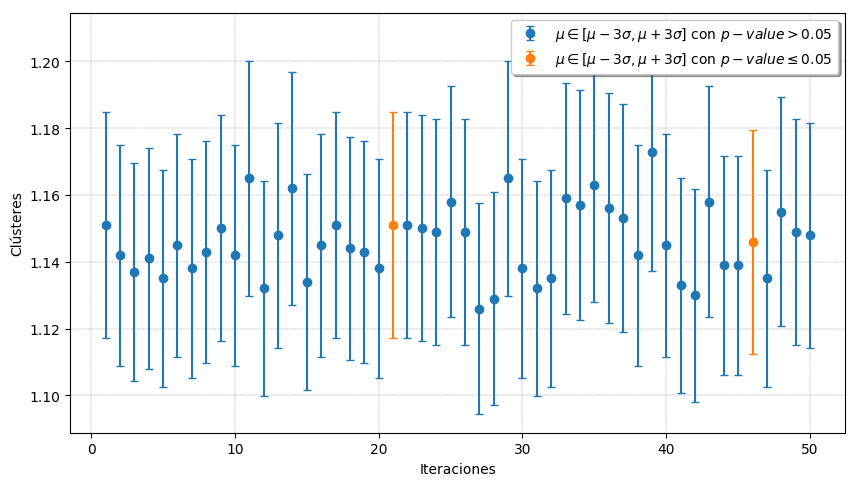 μ ∈ [μ − 3σ, μ + 3σ] con p − value > 0.05
μ ∈ [μ − 3σ, μ + 3σ] con p − value ≤ 0.05
1.20
1.18
1.16
1.14
1.12
1.10
Clústeres
0 10 20 30 40 50
Iteraciones